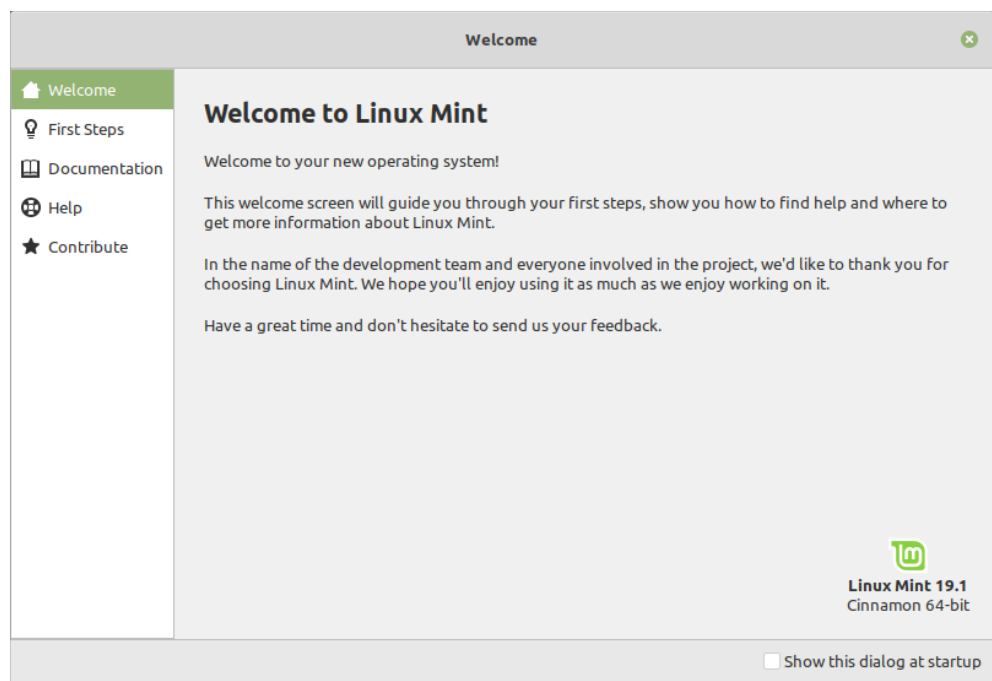 Welcome
Welcome
First Steps
Documentation
Help
Contribute
Welcome to Linux Mint
Welcome to your new operating system!
This welcome screen will guide you through your first steps, show you how to find help and where to
get more information about Linux Mint.
In the name of the development team and everyone involved in the project, we'd like to thank you for
choosing Linux Mint. We hope you'll enjoy using it as much as we enjoy working on it.
Have a great time and don't hesitate to send us your feedback.
Linux Mint 19.1
Cinnamon 64-bit
Show this dialog at startup